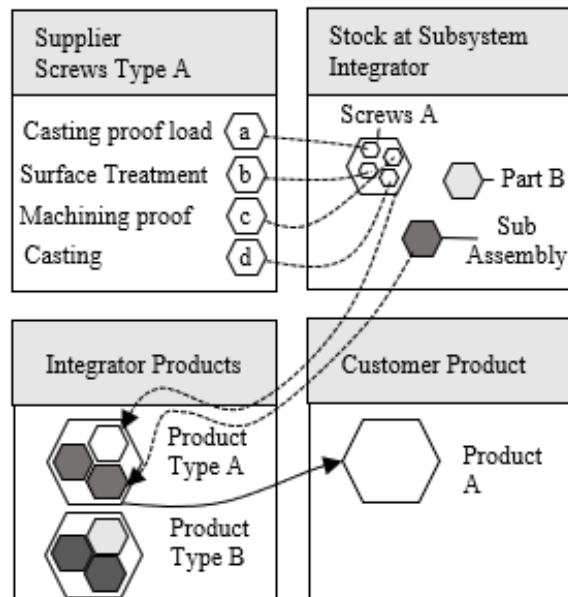 Supplier
Screws Type A
Casting proof load
a
Surface Treatment
b
Machining proof
c
Casting
d
Stock at Subsystem
Integrator
Screws A
Part B
Sub
Assembly
Integrator Products
Product
Type A
Product
Type B
Customer Product
Product
A